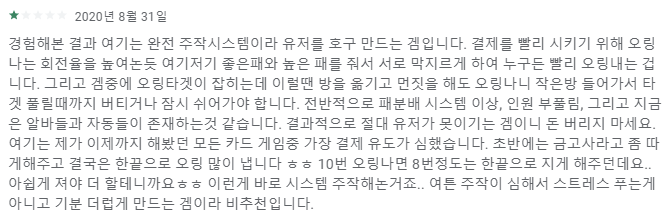 2020년 8월 31일
경험해본 결과 여기는 완전 주작시스템이라 유저를 호구 만드는 겜입니다. 결제를 빨리 시키기 위해 오링
나는 회전율을 높여논듯 여기저기 좋은패와 높은 패를 줘서 서로 막지르게 하여 누구든 빨리 오링내는 겁
니다. 그리고 겜중에 오링타겟이 잡히는데 이럴땐 방을 옮기고 먼짓을 해도 오링나니 작은방 들어가서 타
겟 풀릴때까지 버티거나 잠시 쉬어가야 합니다. 전반적으로 패분배 시스템 이상, 인원 부풀림, 그리고 지금
은 알바들과 자동들이 존재하는것 같습니다. 결과적으로 절대 유저가 못이기는 겜이니 돈 버리지 마세요.
여기는 제가 이제까지 해봤던 모든 카드 게임중 가장 결제 유도가 심했습니다. 초반에는 금고사라고 좀 따
게해주고 결국은 한끝으로 오링 많이 냅니다 ㅎㅎ 10번 오링나면 8번정도는 한끝으로 지게 해주던데요..
아쉽게 져야 더 할테니까요ㅎㅎ 이런게 바로 시스템 주작해논거죠.. 여튼 주작이 심해서 스트레스 푸는게
아니고 기분 더럽게 만드는 겜이라 비추천입니다.